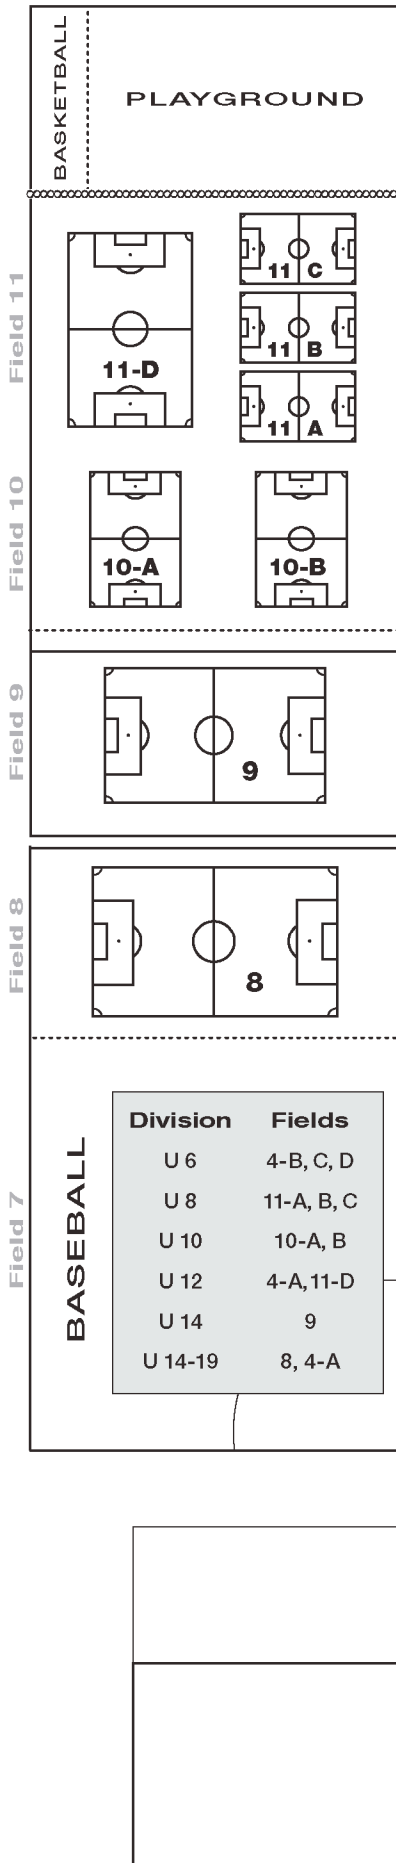 BASKETBALL
PLAYGROUND
Field 11
11 C
11-D
11 B
11 A
Field 10
10-A
10-B
Field 9
9
Field 8
8
Field 7
BASEBALL
Division Fields
U 6 4-B, C, D
U 8 11-A, B, C
U 10 10-A, B
U 12 4-A, 11-D
U 14 9
U 14-19 8, 4-A